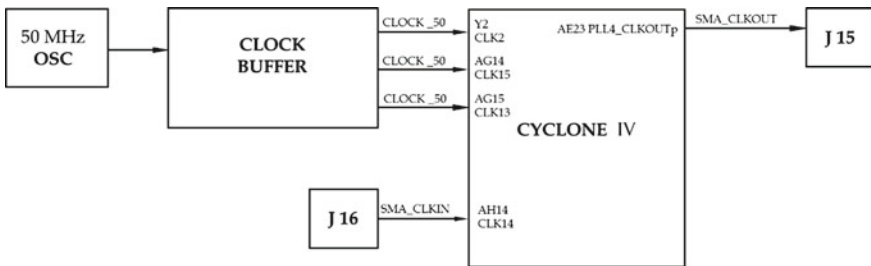 50 MHz
OSC
CLOCK
BUFFER
CLOCK _50
CLOCK _50
CLOCK _50
Y2
CLK2
AG14
CLK15
AG15
CLK13
AE23 PLL4_CLKOUTP
CYCLONE IV
SMA_CLKOUT
J 15
J 16
SMA_CLKIN
AH14
CLK14